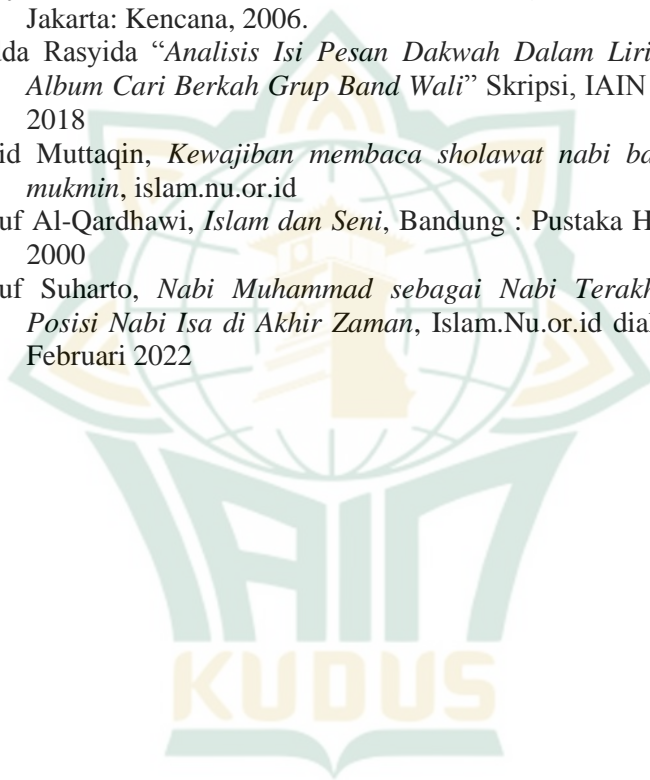 Jakarta: Kencana, 2006.
da Rasyida “Analisis Isi Pesan Dakwah Dalam Liri
Album Cari Berkah Grup Band Wali” Skripsi, IAIN
2018
id Muttaqin, Kewajiban membaca sholawat nabi ba
mukmin, islam.nu.or.id
uf Al-Qardhawi, Islam dan Seni, Bandung : Pustaka H
2000
uf Suharto, Nabi Muhammad sebagai Nabi Terakh
Posisi Nabi Isa di Akhir Zaman, Islam.Nu.or.id dia
Februari 2022
IAIN
KUDUS